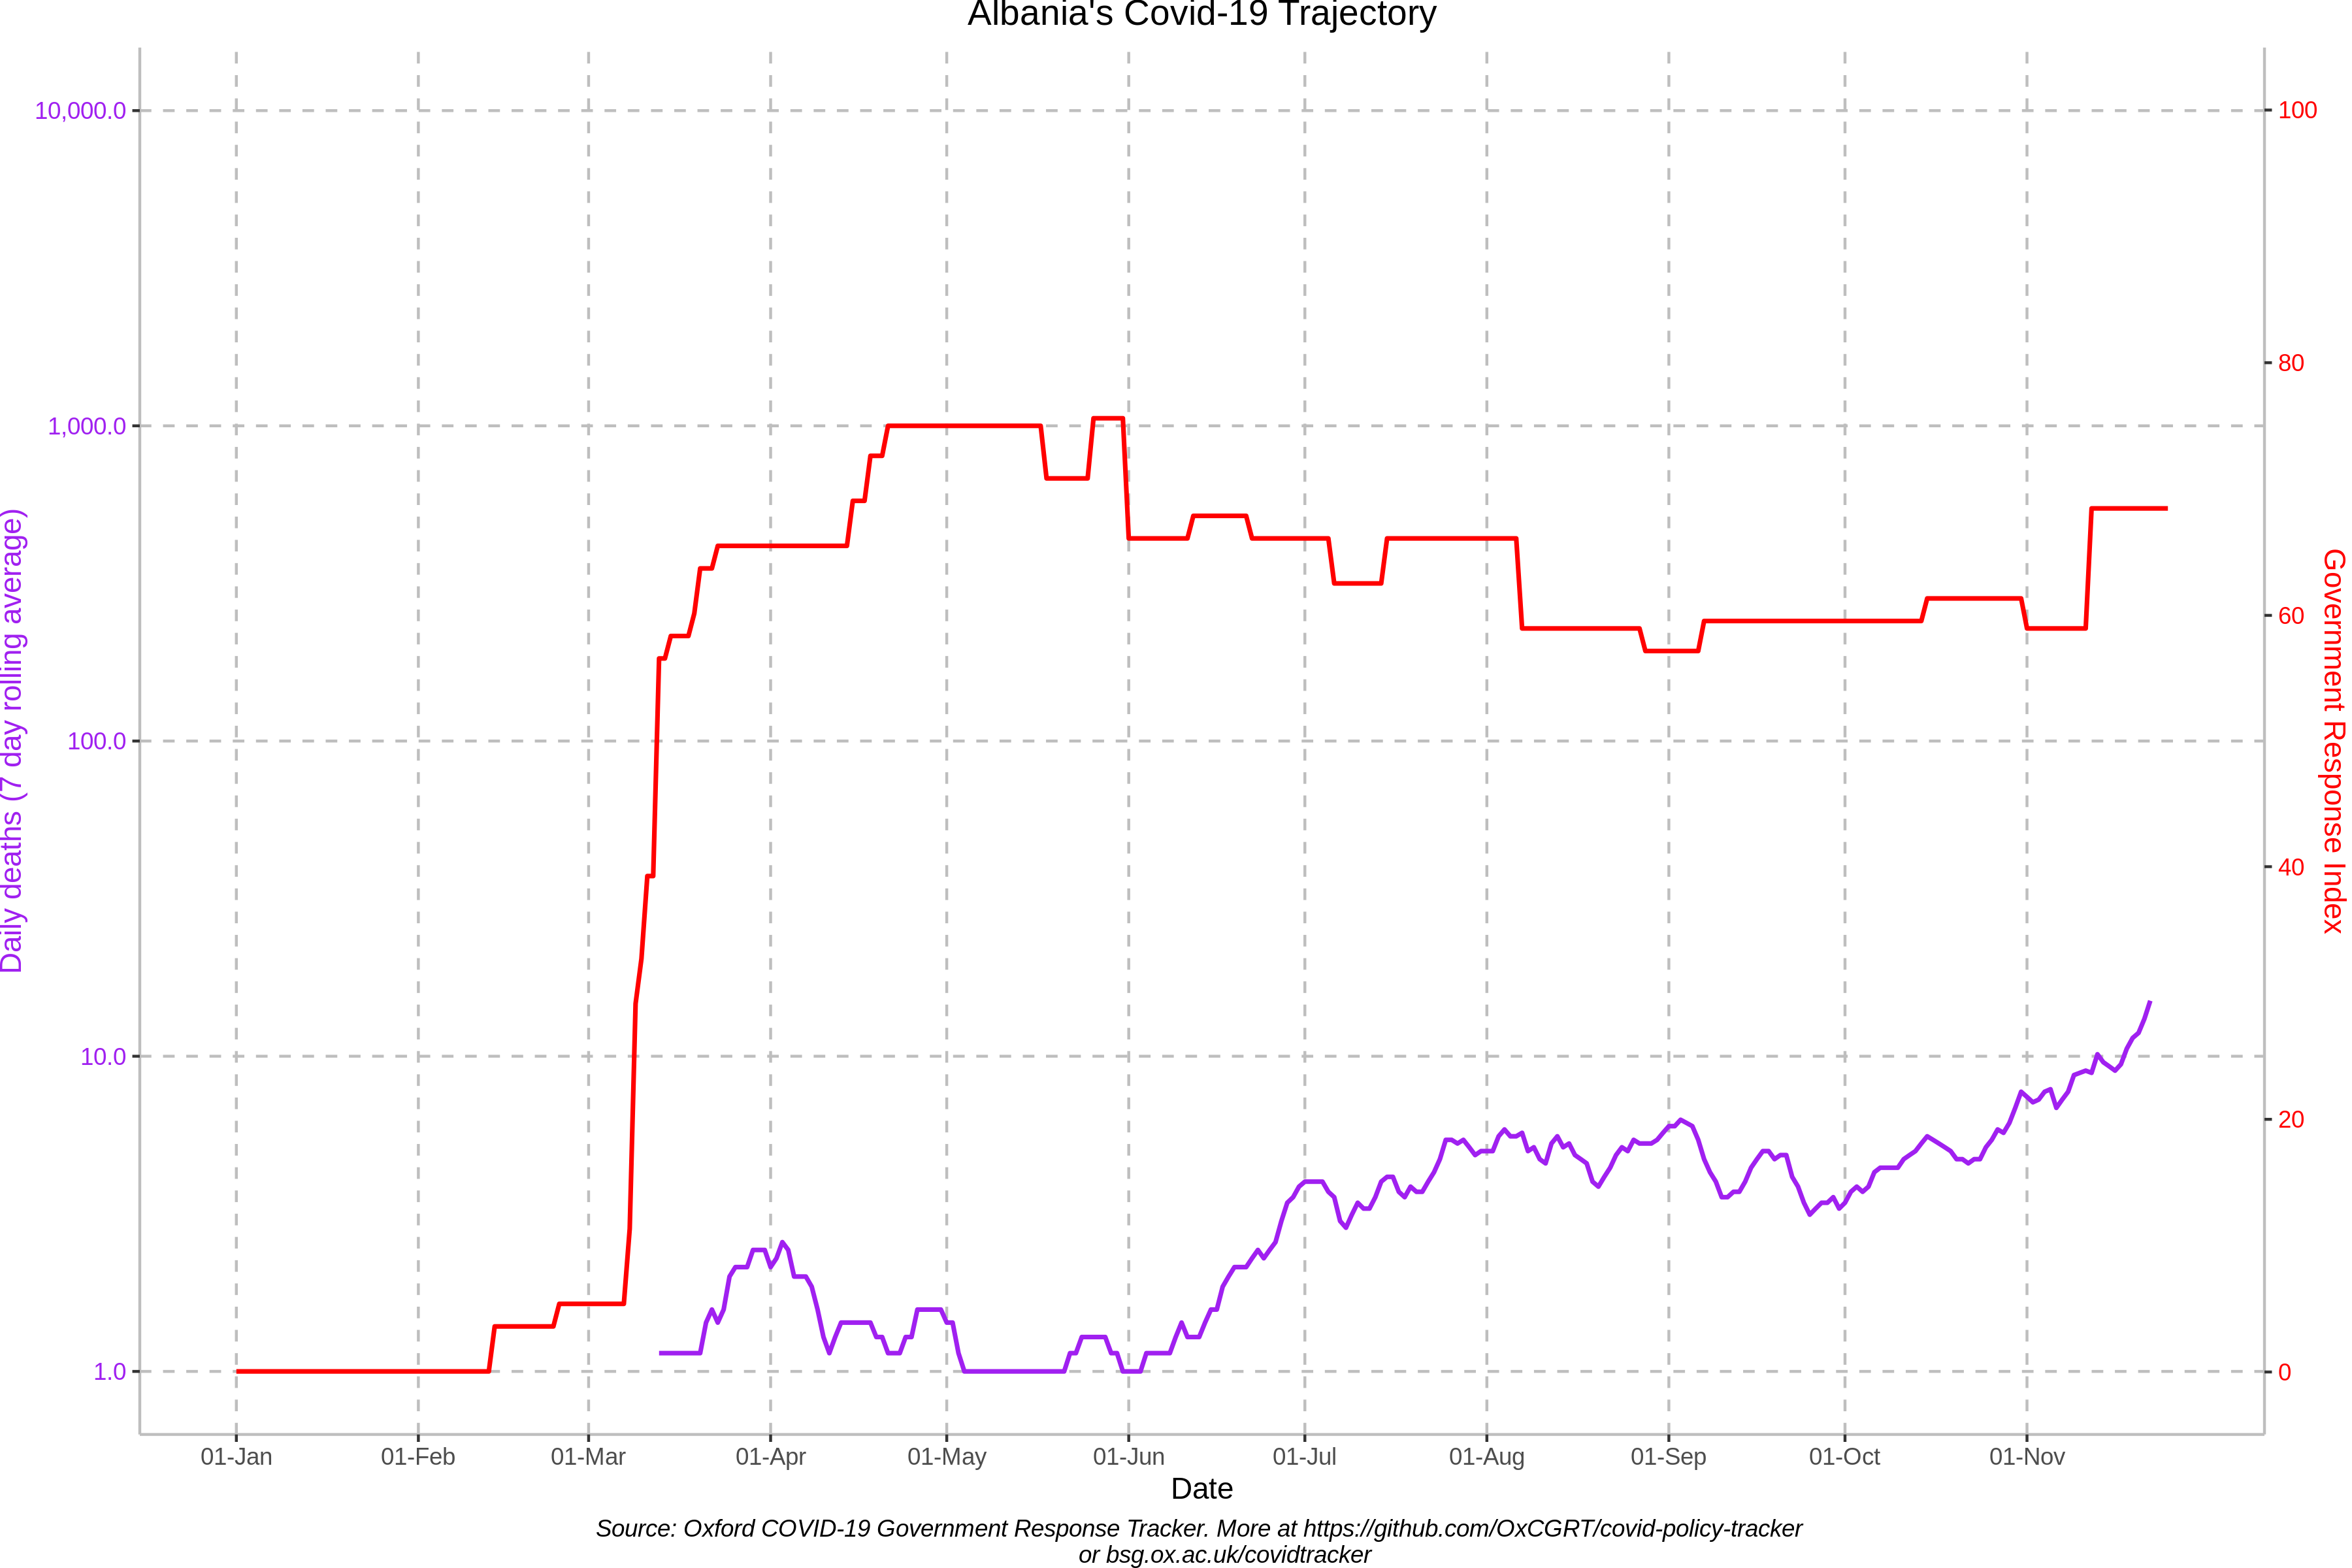 Albania's Covid-19 Trajectory
10,000.0
1,000.0
100.0
10.0
1.0
Daily deaths (7 day rolling average)
100
80
60
40
20
0
Government Response Index
01-Jan
01-Feb
01-Mar
01-Apr
01-May
01-Jun
01-Jul
01-Aug
01-Sep
01-Oct
01-Nov
Date
Source: Oxford COVID-19 Government Response Tracker. More at https://github.com/OxCGRT/covid-policy-tracker
or bsg.ox.ac.uk/covidtracker